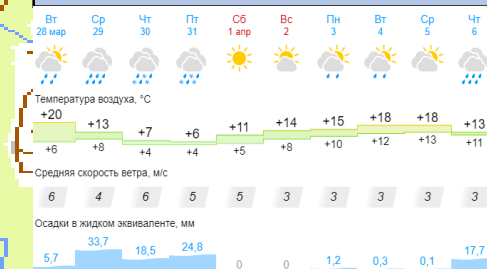 Вт Ср Чт Пт Сб Вс Пн Вт Ср Чт
28 мар 29 30 31 1 апр 2 3 4 5 6
Температура воздуха, °C
+20 +13 +7 +6 +11 +14 +15 +18 +18 +13
+6 +8 +4 +4 +5 +8 +10 +12 +13 +11
Средняя скорость ветра, м/с
6 4 6 5 5 3 3 3 3 3
Осадки в жидком эквиваленте, мм
5,7 33,7 18,5 24,8 0 0 1,2 0,3 0,1 17,7